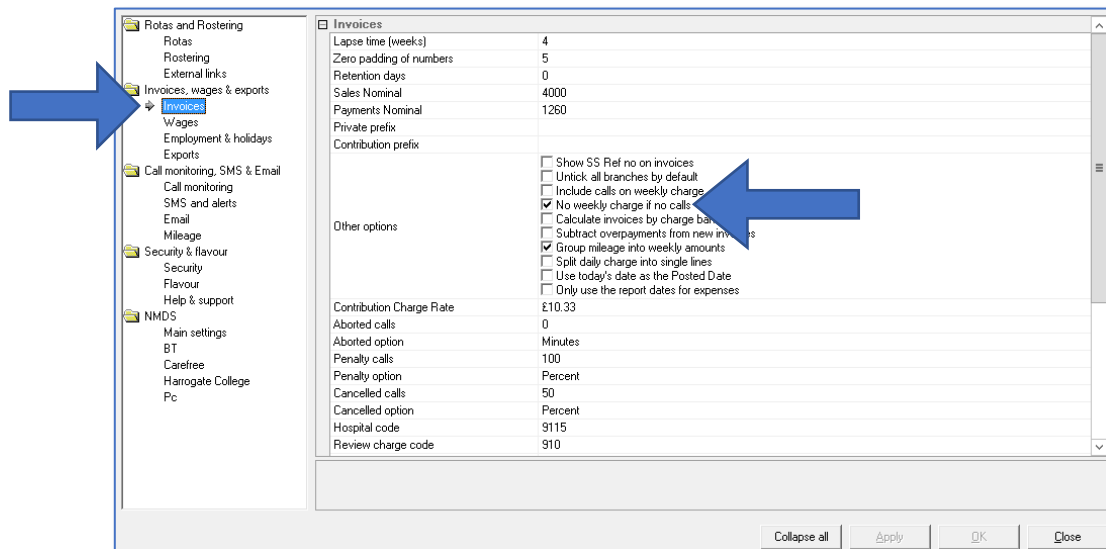 Rotas and Rostering
Rotas
Rostering
External links
Invoices, wages & exports
Invoices
Wages
Employment & holidays
Exports
Call monitoring, SMS & Email
Call monitoring
SMS and alerts
Email
Mileage
Security & flavour
Security
Flavour
Help & support
NMDS
Main settings
BT
Carefree
Harrogate College
Pc
Invoices
Lapse time (weeks) 4
Zero padding of numbers 5
Retention days 0
Sales Nominal 4000
Payments Nominal 1260
Private prefix
Contribution prefix
Other options
Show SS Ref no on invoices
Untick all branches by default
Include calls on weekly charge
No weekly charge if no calls
Calculate invoices by charge
Subtract overpayments from new
Group mileage into weekly amounts
Split daily charge into single lines
Use today's date as the Posted Date
Only use the report dates for expenses
Contribution Charge Rate £10.33
Aborted calls 0
Aborted option Minutes
Penalty calls 100
Penalty option Percent
Cancelled calls 50
Cancelled option Percent
Hospital code 9115
Review charge code 910
Collapse all Apply OK Close